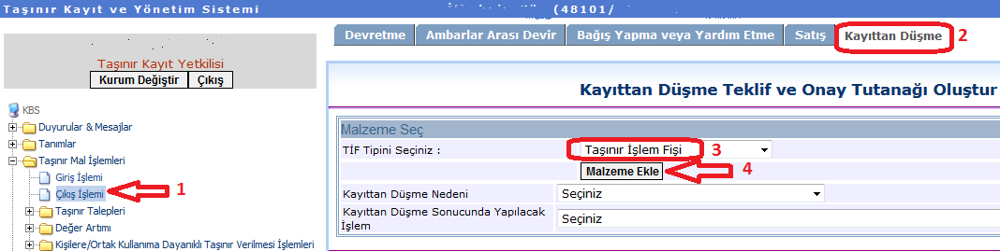 Taşınır Kayıt ve Yönetim Sistemi (48101/
Devretme Ambarlar Arası Devir Bağış Yapma veya Yardım Etme Satış Kayıttan Düşme 2
Taşınır Kayıt Yetkilisi
Kurum Değiştir Çıkış
KBS
Duyurular & Mesajlar
Tanımlar
Taşınır Mal İşlemleri
Giriş İşlemi
Çıkış İşlemi 1
Taşınır Talepleri
Değer Artımı
Kişilere/Ortak Kullanıma Dayanıklı Taşınır Verilmesi İşlemleri
Kayıttan Düşme Teklif ve Onay Tutanağı Oluştur
Malzeme Seç
TİF Tipini Seçiniz : Taşınır İşlem Fişi 3
Malzeme Ekle 4
Kayıttan Düşme Nedeni Seçiniz
Kayıttan Düşme Sonucunda Yapılacak
İşlem Seçiniz